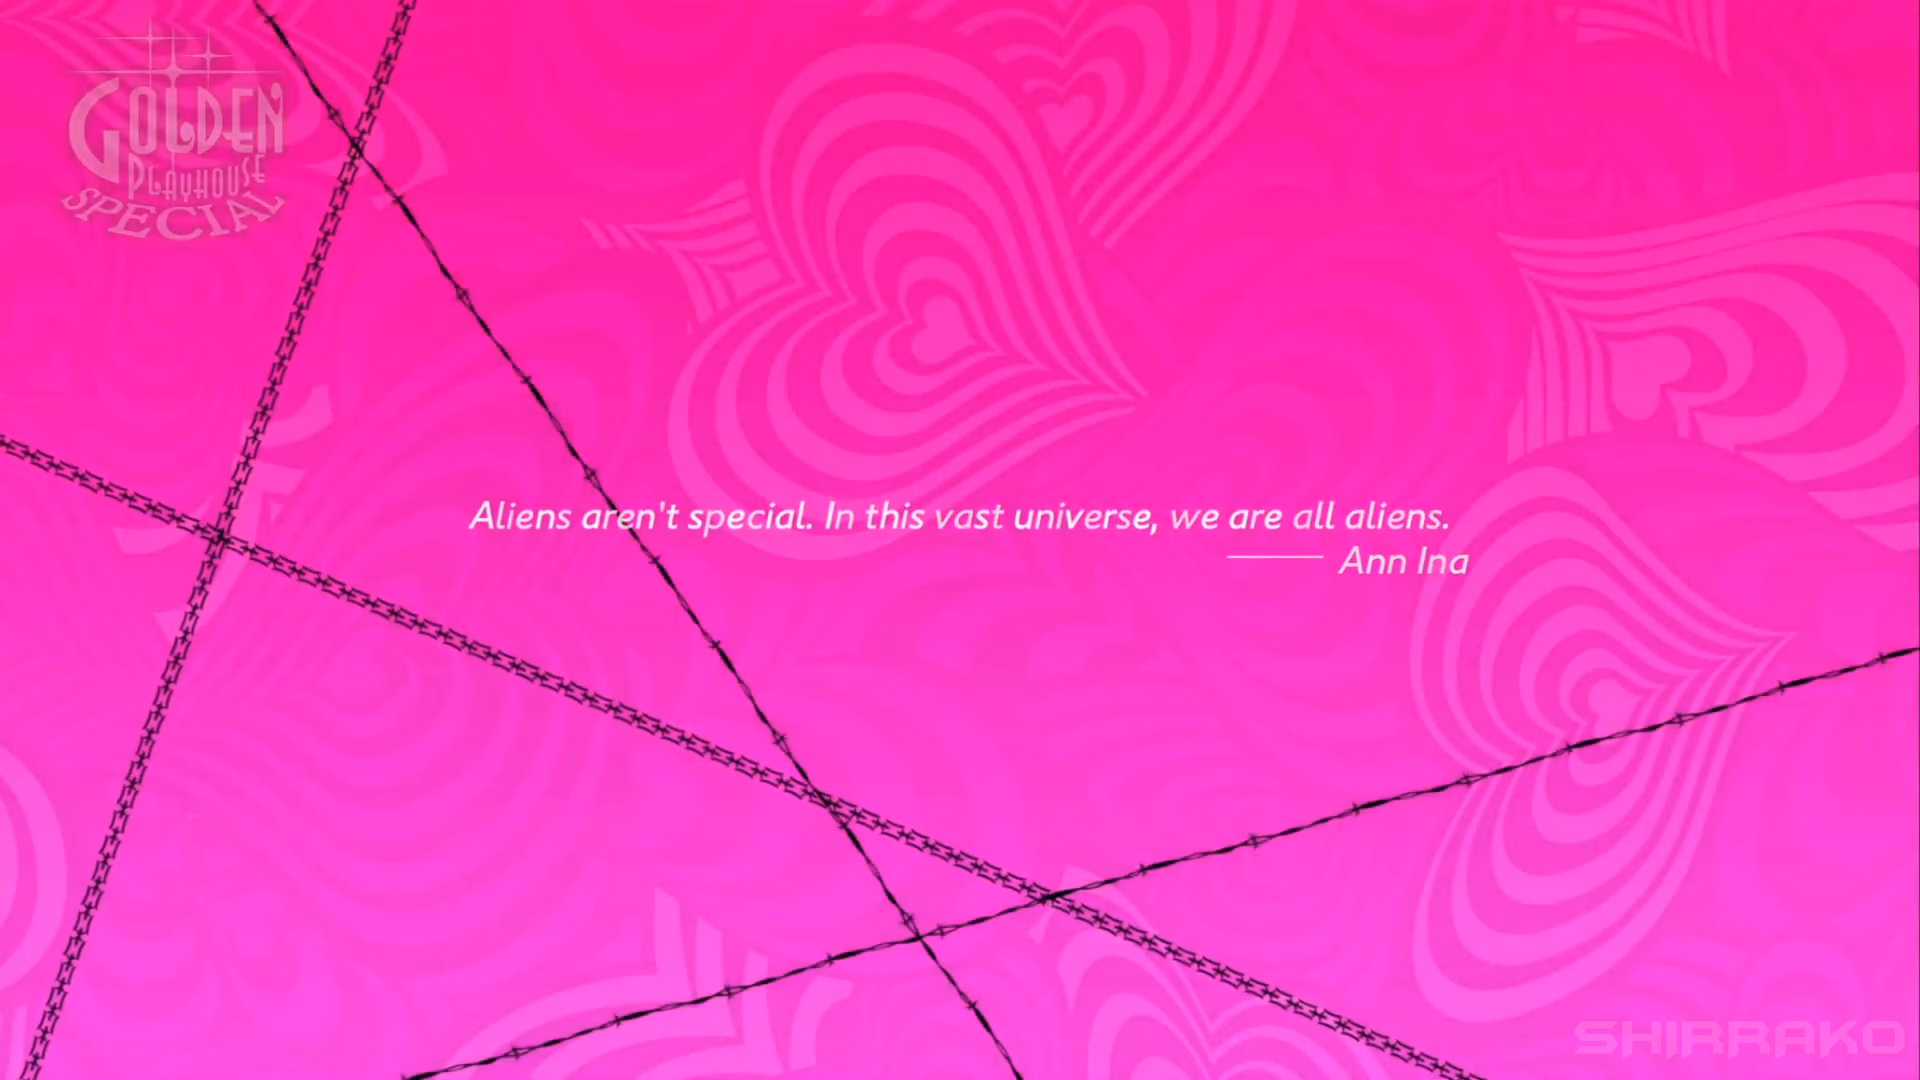 GOLDEN
PLAYHOUSE
SPECIAL
Aliens aren't special. In this vast universe, we are all aliens.
Ann Ina
SHIRRAKO